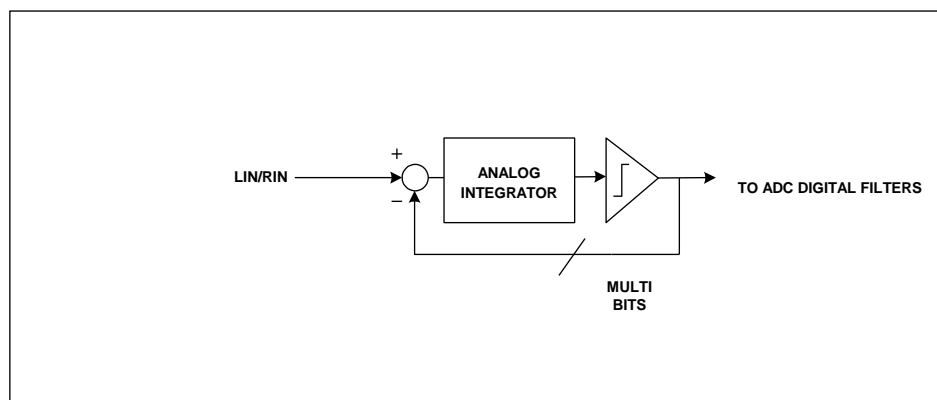 +
LIN/RIN
−
ANALOG
INTEGRATOR
TO ADC DIGITAL FILTERS
MULTI
BITS